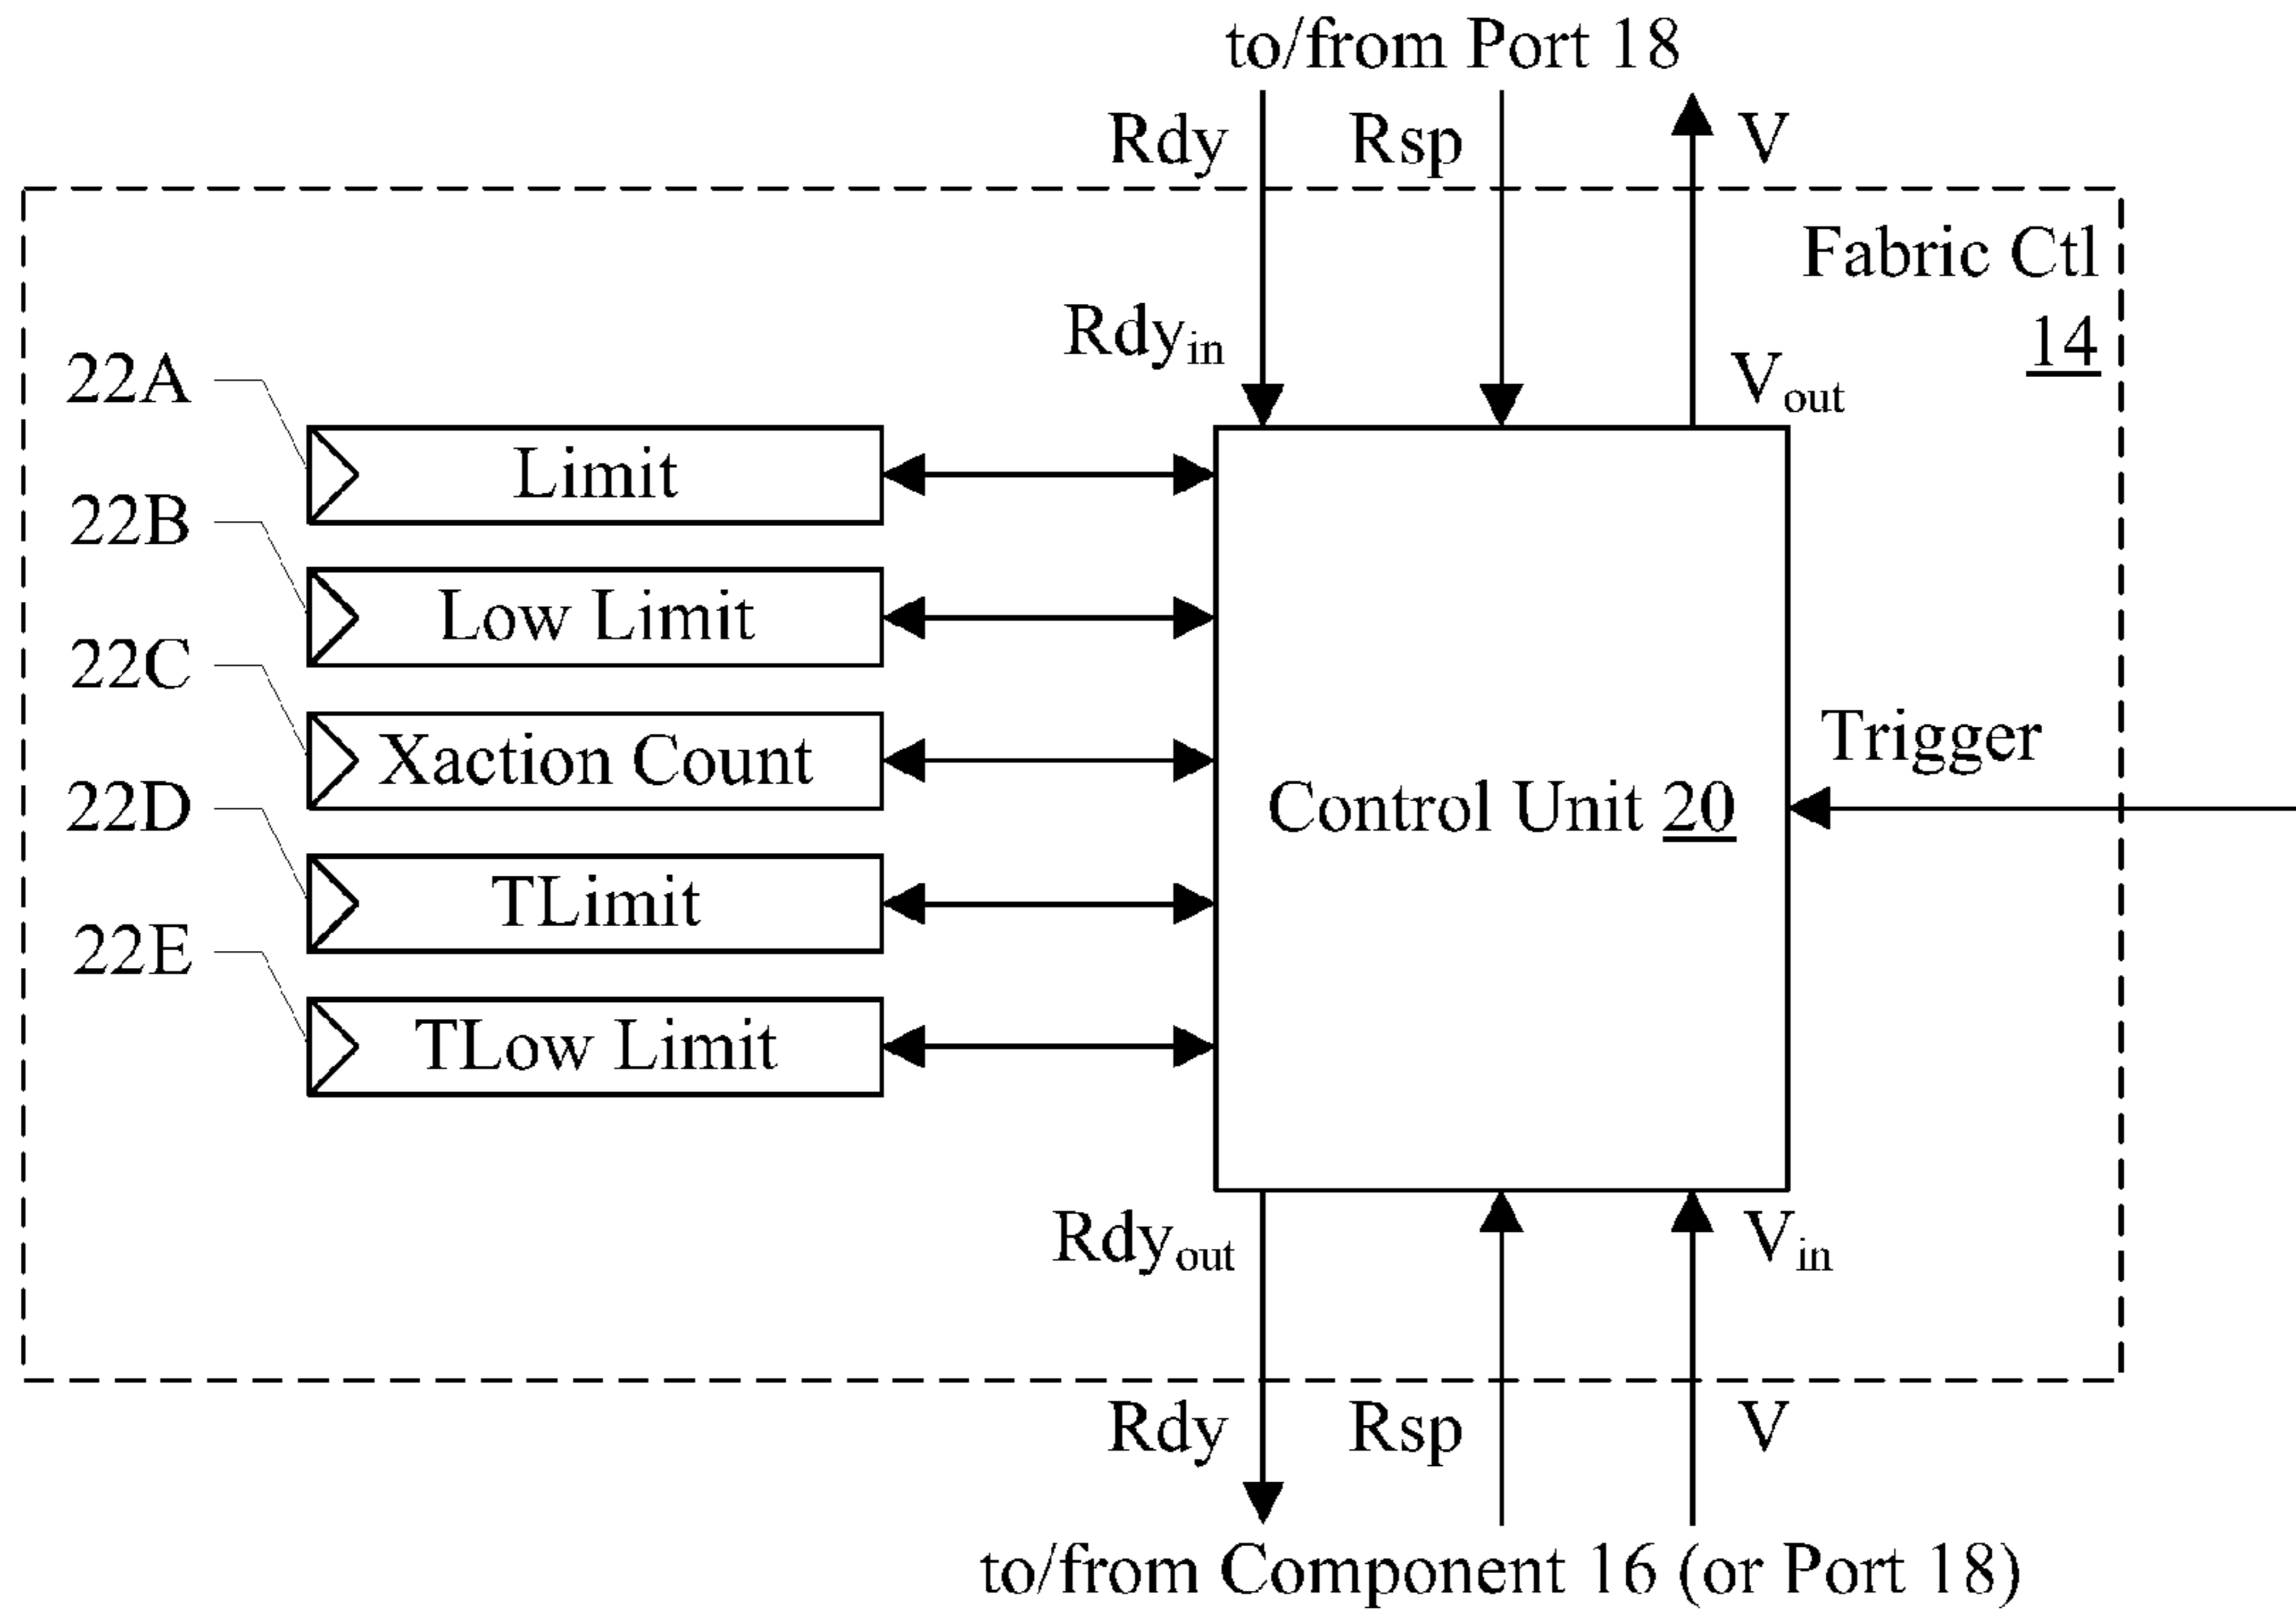 to/from Port 18
Rdy Rsp V
Fabric Ctl
14
Rdyin
Vout
22A
Limit
22B
Low Limit
22C
Xaction Count
Trigger
22D
Control Unit 20
TLimit
22E
TLow Limit
Rdyout
Vin
Rdy Rsp V
to/from Component 16 (or Port 18)